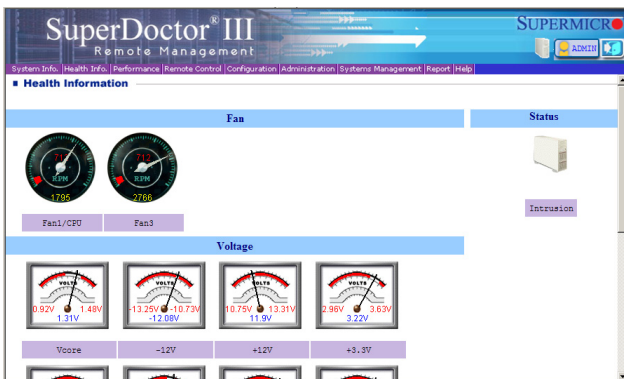 SuperDoctor® III
Remote Management
SUPERMICR
ADMIN
System Info. | Health Info. | Performance | Remote Control | Configuration | Administration | Systems Management | Report | Help
Health Information
Fan
Status
712 712
RPM RPM
1795 2766
Fan1/CPU Fan3
Intrusion
Voltage
VOLTS VOLTS VOLTS VOLTS
0.92V 1.48V -13.25V -10.73V 10.75V 13.31V 2.96V 3.63V
1.31V -12.08V 11.9V 3.22V
Vcore -12V +12V +3.3V